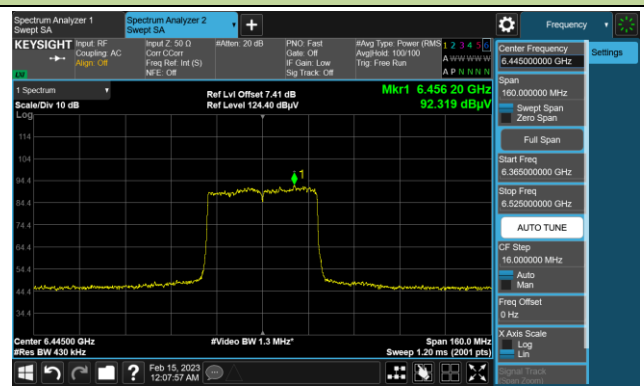 Spectrum Analyzer 1
Swept SA
Spectrum Analyzer 2
Swept SA
+
Frequency
KEYSIGHT
Input: RF
Coupling: AC
Align: Off
Input Z: 50 Ω
Corr CCorr
Freq Ref: Int (S)
NFE: Off
#Atten: 20 dB
PNO: Fast
Gate: Off
IF Gain: Low
Sig Track: Off
#Avg Type: Power (RMS
Avg|Hold: 100/100
Trig: Free Run
1 2 3 4 5 6
A W W W W W
A P N N N N
LW
1 Spectrum
Scale/Div 10 dB
Log
Ref Lvl Offset 7.41 dB
Ref Level 124.40 dBµV
Mkr1 6.456 20 GHz
92.319 dBµV
114
104
94.4
84.4
74.4
64.4
54.4
44.4
34.4
1
Center 6.44500 GHz
#Res BW 430 kHz
#Video BW 1.3 MHz*
Span 160.0 MHz
Sweep 1.20 ms (2001 pts)
Center Frequency
6.445000000 GHz
Settings
Span
160.000000 MHz
Swept Span
Zero Span
Full Span
Start Freq
6.365000000 GHz
Stop Freq
6.525000000 GHz
AUTO TUNE
CF Step
16.000000 MHz
Auto
Man
Freq Offset
0 Hz
X Axis Scale
Log
Lin
Signal Track
(Span Zoom)
?
Feb 15, 2023
12:07:57 AM